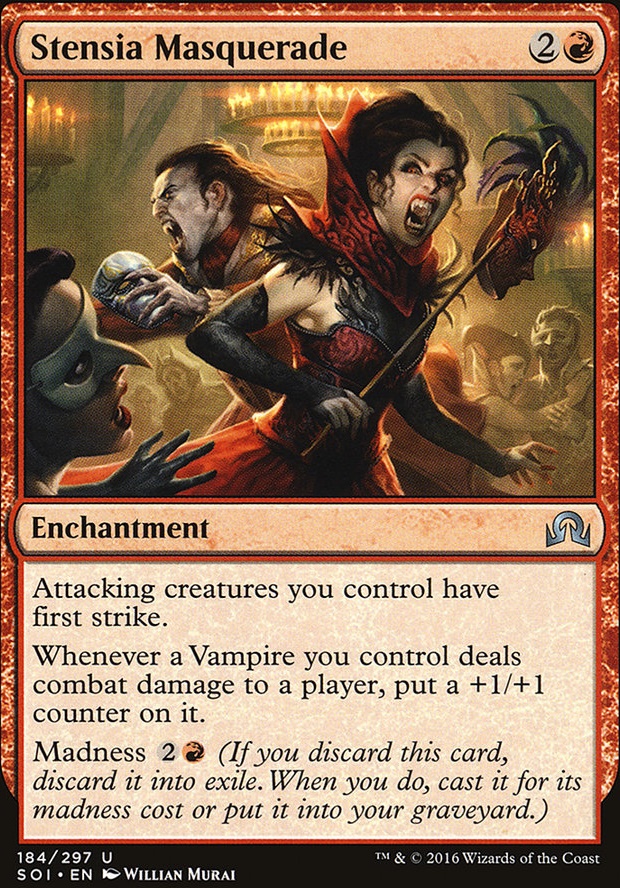 Stensia Masquerade 2
Enchantment
Attacking creatures you control have
first strike.
Whenever a Vampire you control deals
combat damage to a player, put a +1/+1
counter on it.
Madness 2 (If you discard this card,
discard it into exile. When you do, cast it for its
madness cost or put it into your graveyard.)
184/297 U
SOI • EN Willian Murai
™ & © 2016 Wizards of the Coast